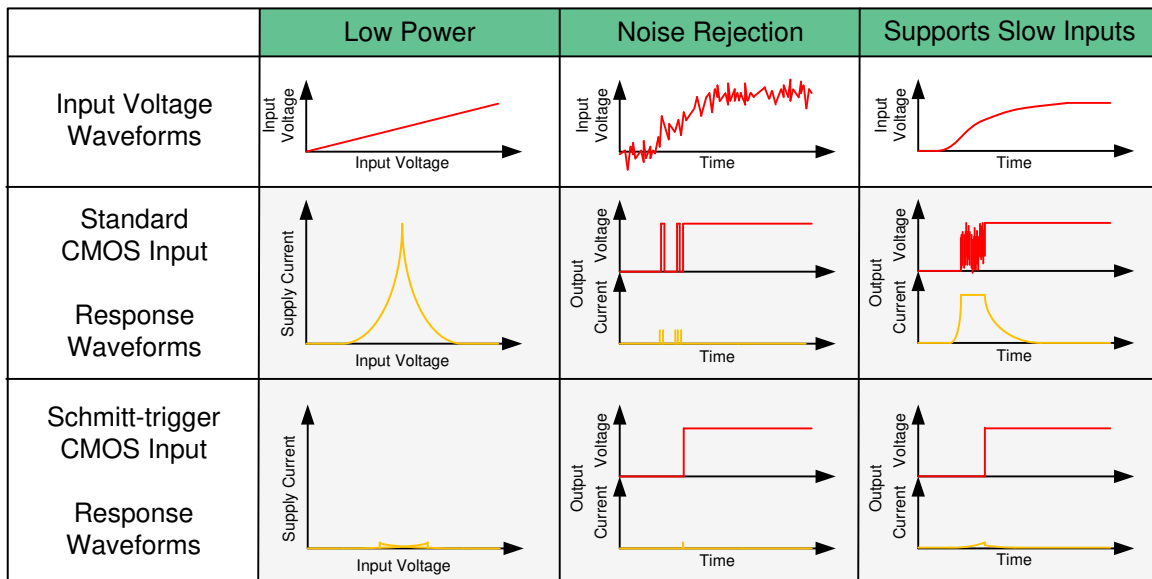 Low Power
Noise Rejection
Supports Slow Inputs
Input Voltage
Waveforms
Input
Voltage
Input Voltage
Input
Voltage
Time
Input
Voltage
Time
Standard
CMOS Input
Response
Waveforms
Supply Current
Input Voltage
Output
Voltage
Current
Time
Output
Voltage
Current
Time
Schmitt-trigger
CMOS Input
Response
Waveforms
Supply Current
Input Voltage
Output
Voltage
Current
Time
Output
Voltage
Current
Time